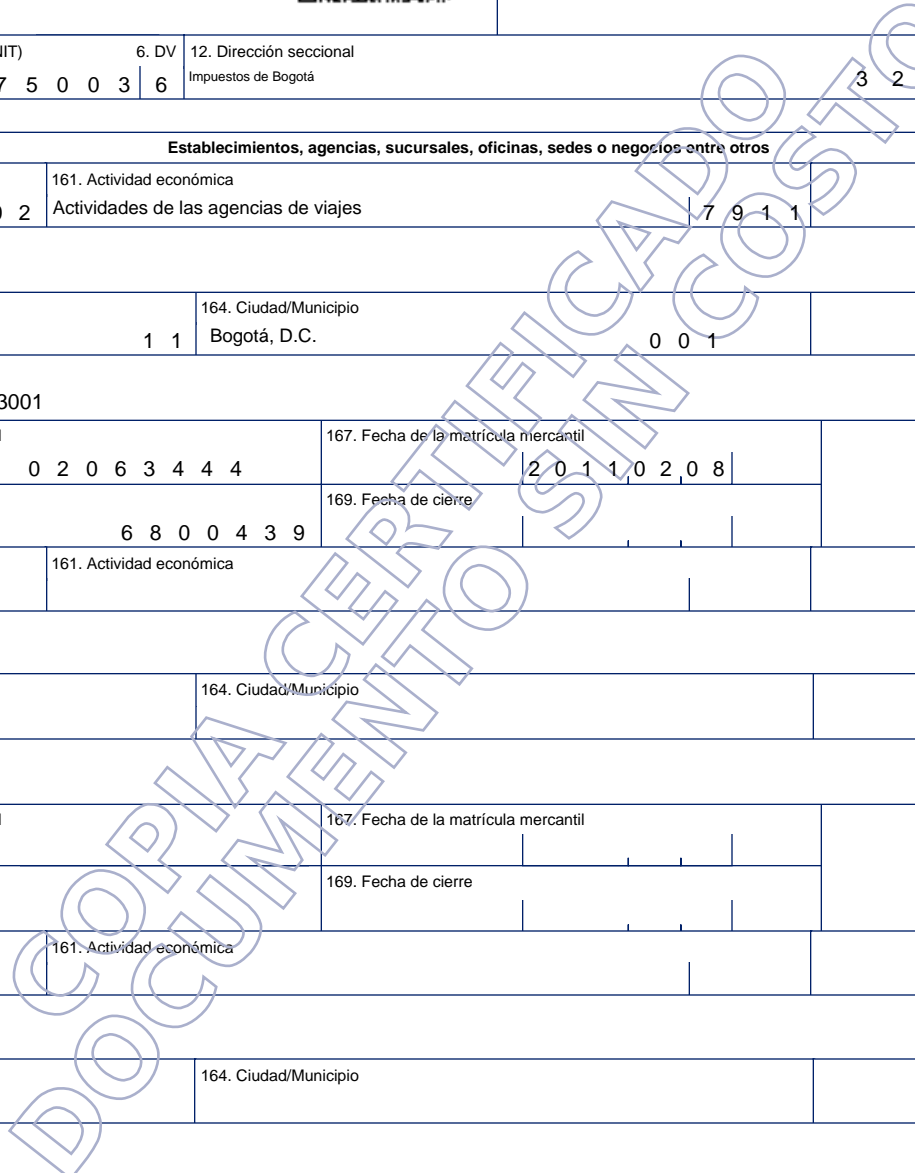 NIT) 6. DV 12. Dirección seccional
7 5 0 0 3 6 Impuestos de Bogotá 3 2
Establecimientos, agencias, sucursales, oficinas, sedes o negocios entre otros
161. Actividad económica
0 2 Actividades de las agencias de viajes 7 9 1 1
164. Ciudad/Municipio
1 1 Bogotá, D.C. 0 0 1
3001
167. Fecha de la matrícula mercantil
0 2 0 6 3 4 4 4 2 0 1 1 0 2 0 8
169. Fecha de cierre
6 8 0 0 4 3 9
161. Actividad económica
164. Ciudad/Municipio
167. Fecha de la matrícula mercantil
169. Fecha de cierre
161. Actividad económica
164. Ciudad/Municipio
COPIA CERTIFICADO
DOCUMENTO SIN COSTO